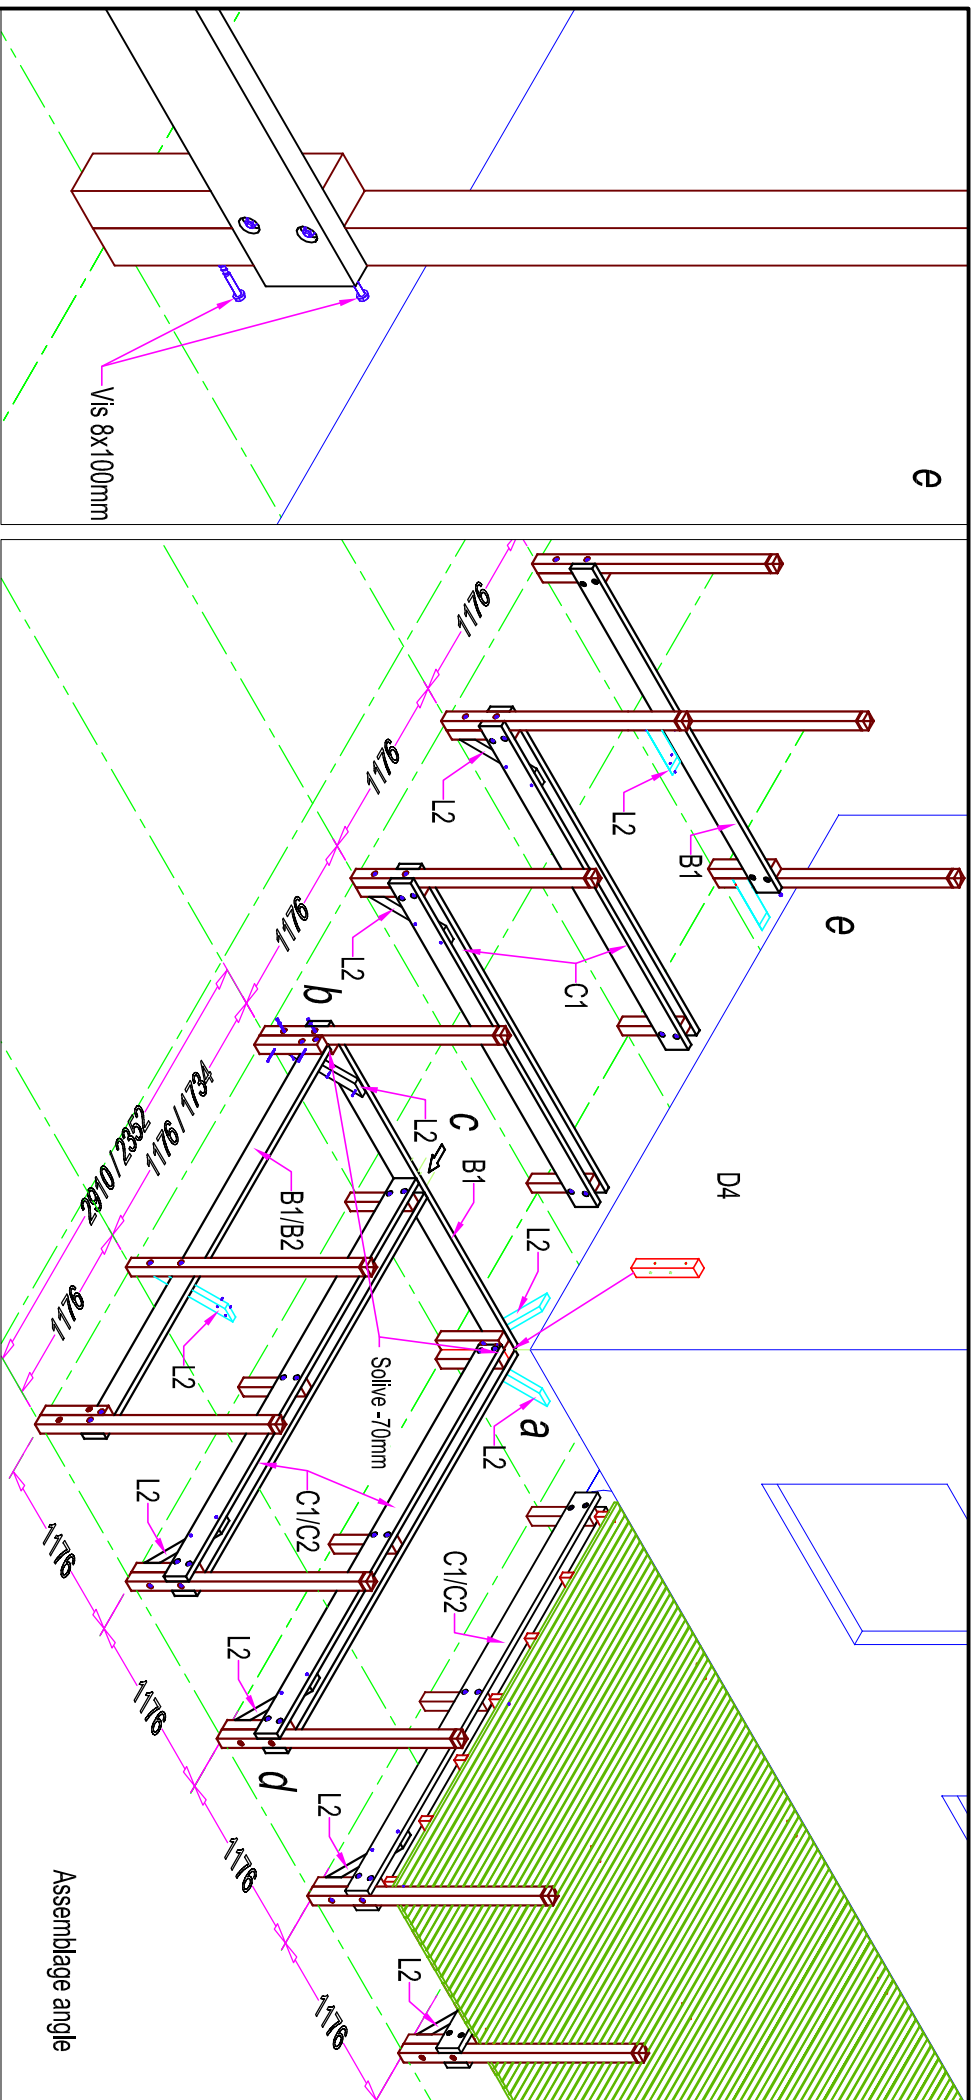 e
Vis 8x100mm
1176
1176
1176
1176 / 1734
2910 / 2352
1176
L2
L2
B1
e
L2
C1
b
L2
c
B1
D4
L2
B1/B2
L2
Solive -70mm
a
L2
L2
C1/C2
C1/C2
L2
d
L2
L2
1176
1176
1176
1176
Assemblage angle